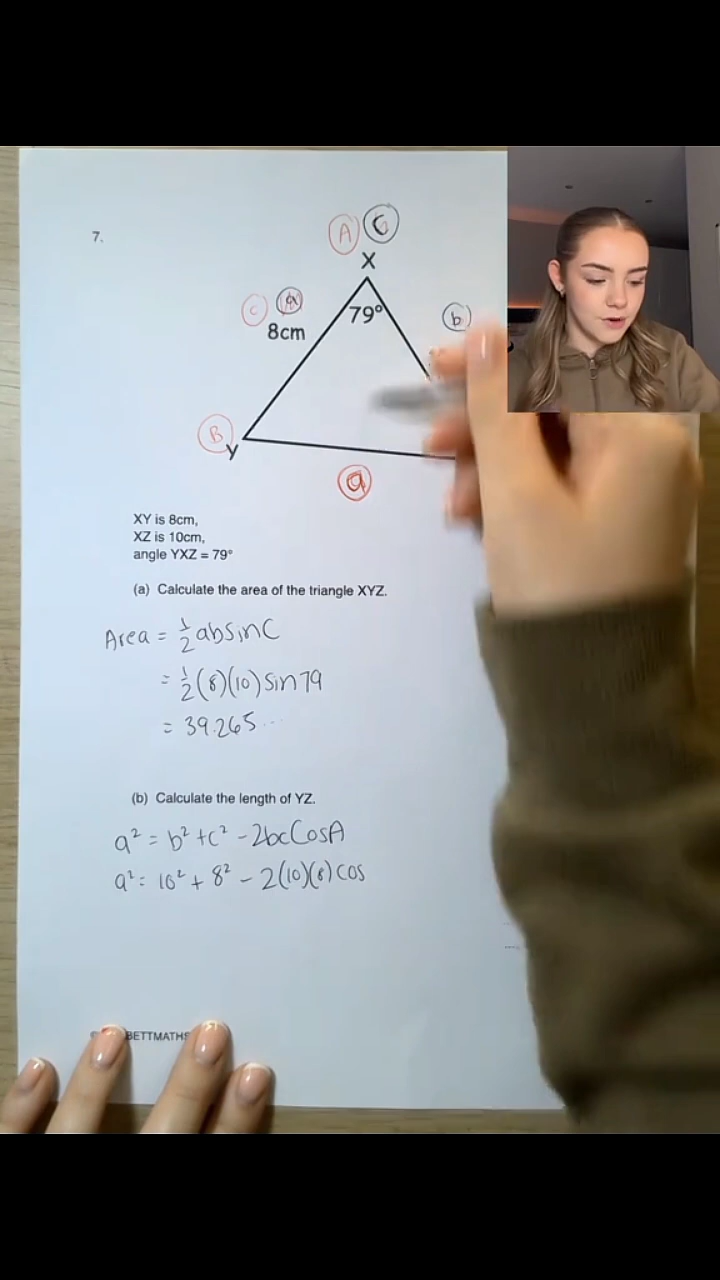 7.
A C
X
c a
79°
b
8cm
B
Y
a
XY is 8cm,
XZ is 10cm,
angle YXZ = 79°
(a) Calculate the area of the triangle XYZ.
Area = ½absinC
= ½(8)(10)sin79
= 39.265...
(b) Calculate the length of YZ.
a² = b² + c² - 2bcCosA
a² = 10² + 8² - 2(10)(8)cos
BETTMATHS